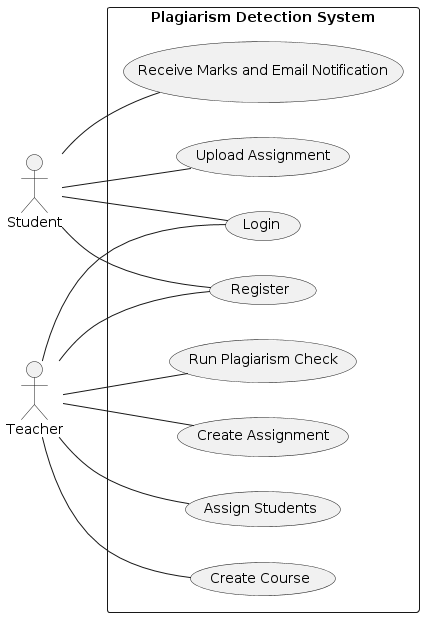 Plagiarism Detection System
Receive Marks and Email Notification
Upload Assignment
Student
Login
Register
Run Plagiarism Check
Teacher
Create Assignment
Assign Students
Create Course